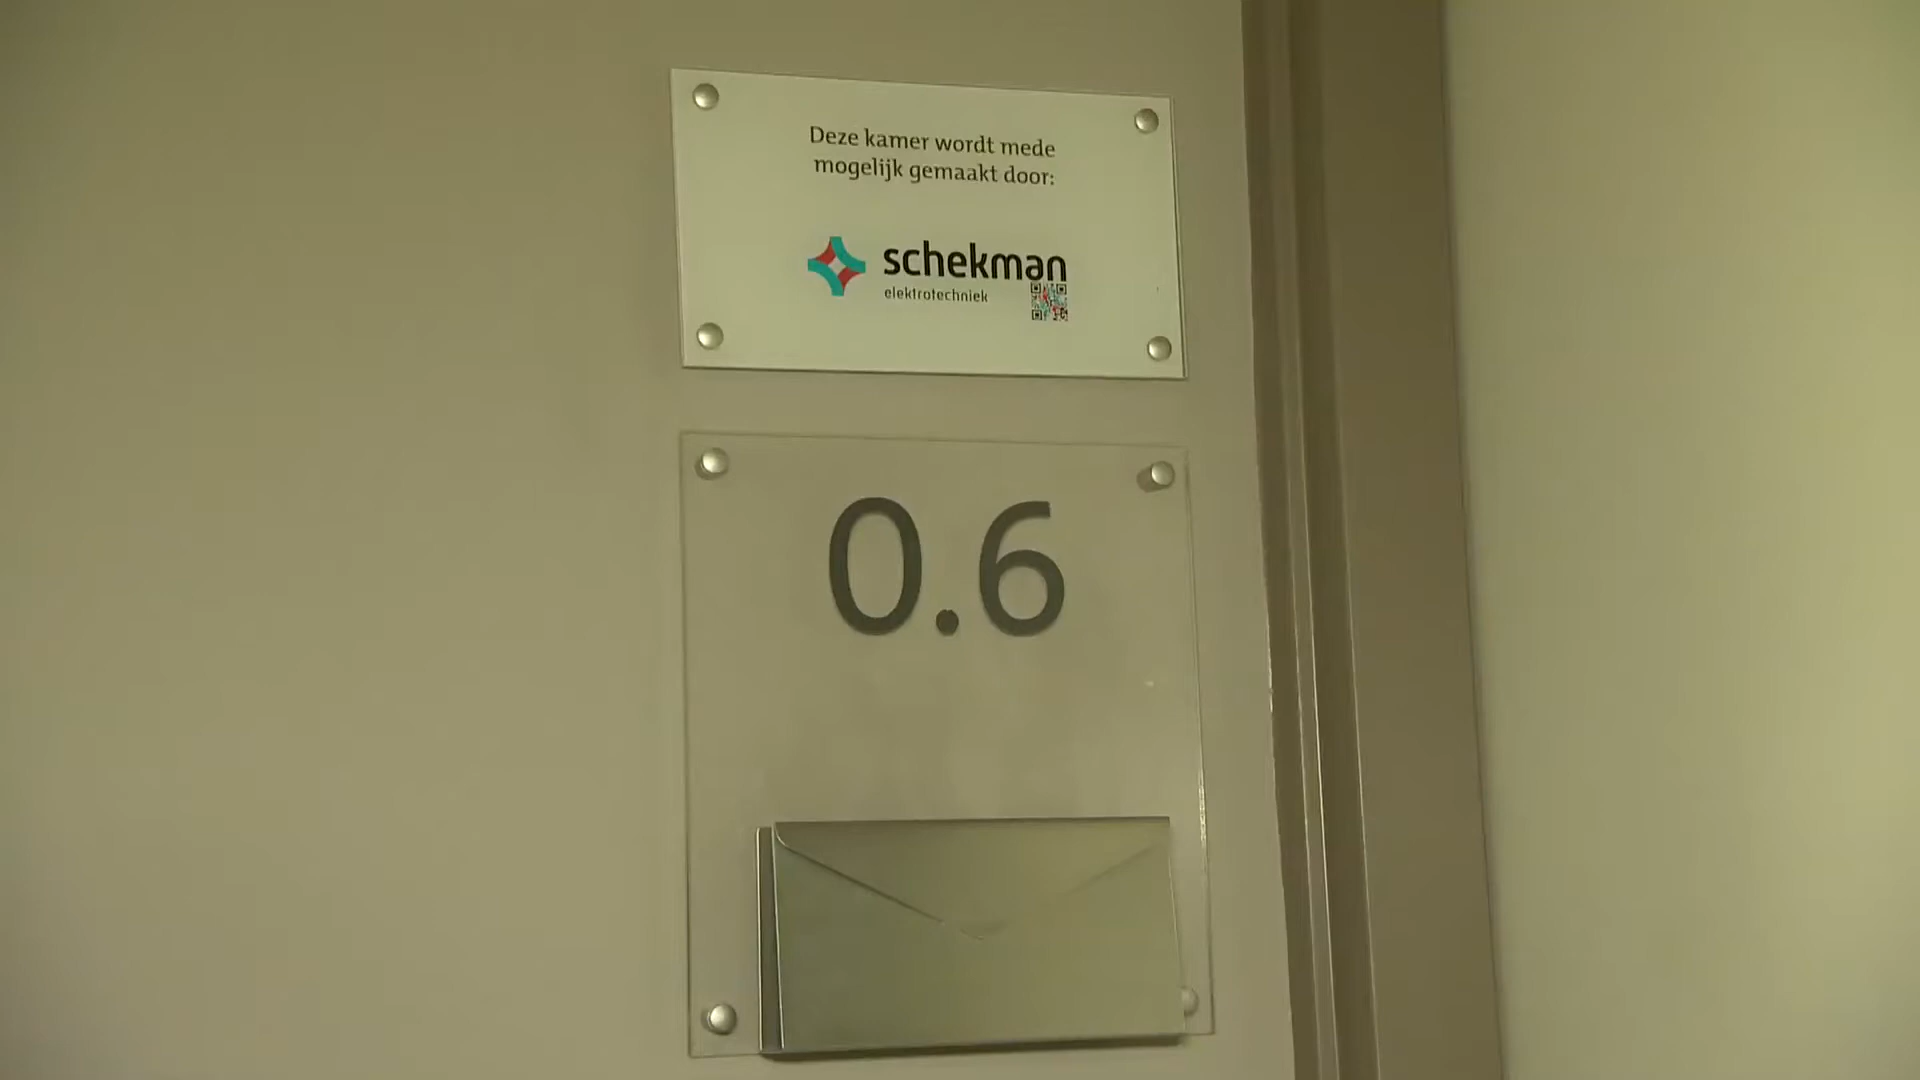 Deze kamer wordt mede
mogelijk gemaakt door:
schekman
elektrotechniek
0.6